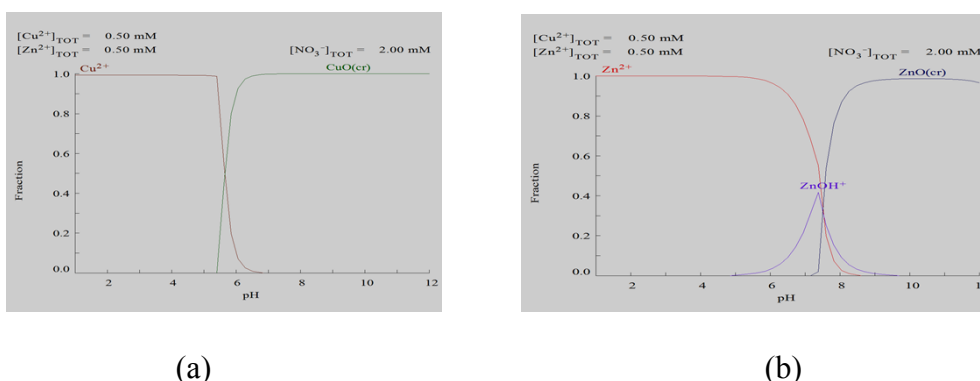 [Cu²⁺]TOT = 0.50 mM
[Zn²⁺]TOT = 0.50 mM [NO₃⁻]TOT = 2.00 mM
Cu²⁺ CuO(cr)
1.0
0.8
0.6
0.4
0.2
0.0
Fraction
2 4 6 8 10 12
pH
(a)
[Cu²⁺]TOT = 0.50 mM
[Zn²⁺]TOT = 0.50 mM [NO₃⁻]TOT = 2.00 mM
Zn²⁺ ZnO(cr)
1.0
0.8
0.6
ZnOH⁺
0.4
0.2
0.0
Fraction
2 4 6 8 10 12
pH
(b)